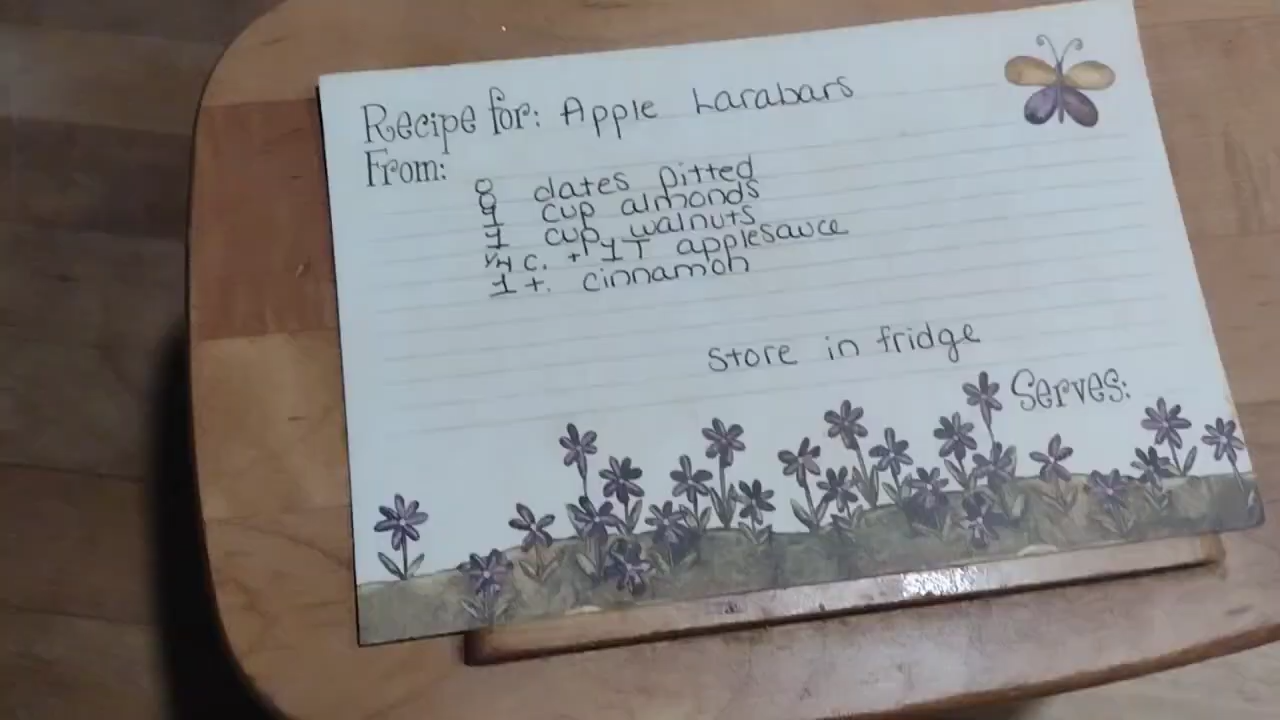 Recipe for: Apple Larabars
From:
8 dates pitted
1 cup almonds
1 cup walnuts
1/4 c. + 1T applesauce
1 t. cinnamon
Store in fridge
Serves: